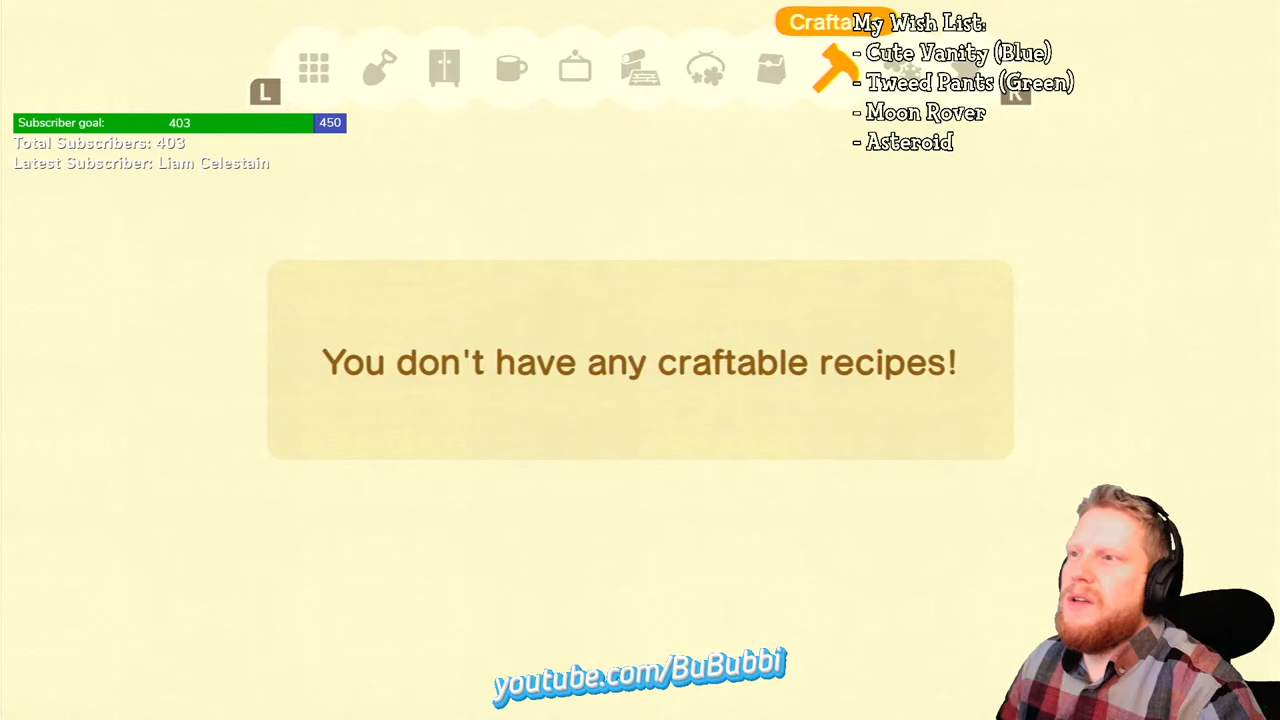 Crafta
My Wish List:
- Cute Vanity (Blue)
- Tweed Pants (Green)
- Moon Rover
- Asteroid
L
R
Subscriber goal: 403 450
Total Subscribers: 403
Latest Subscriber: Liam Celestain
You don't have any craftable recipes!
youtube.com/BuBubbi